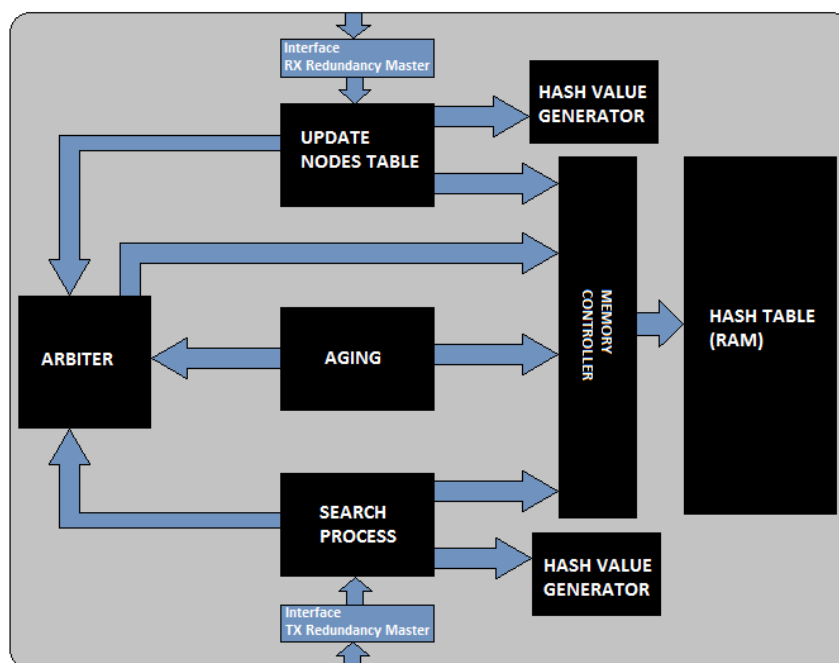 Interface
RX Redundancy Master
HASH VALUE
GENERATOR
UPDATE
NODES TABLE
MEMORY
CONTROLLER
HASH TABLE
(RAM)
ARBITER
AGING
SEARCH
PROCESS
HASH VALUE
GENERATOR
Interface
TX Redundancy Master